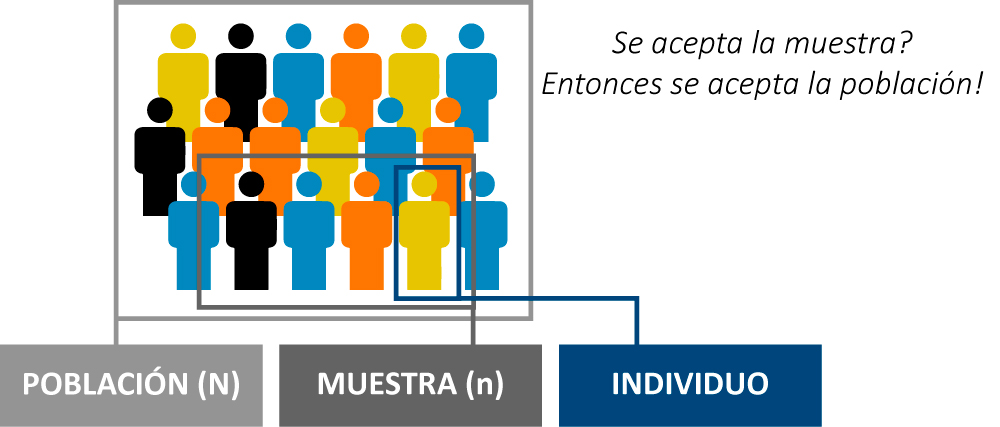 Se acepta la muestra?
Entonces se acepta la población!
POBLACIÓN (N)
MUESTRA (n)
INDIVIDUO